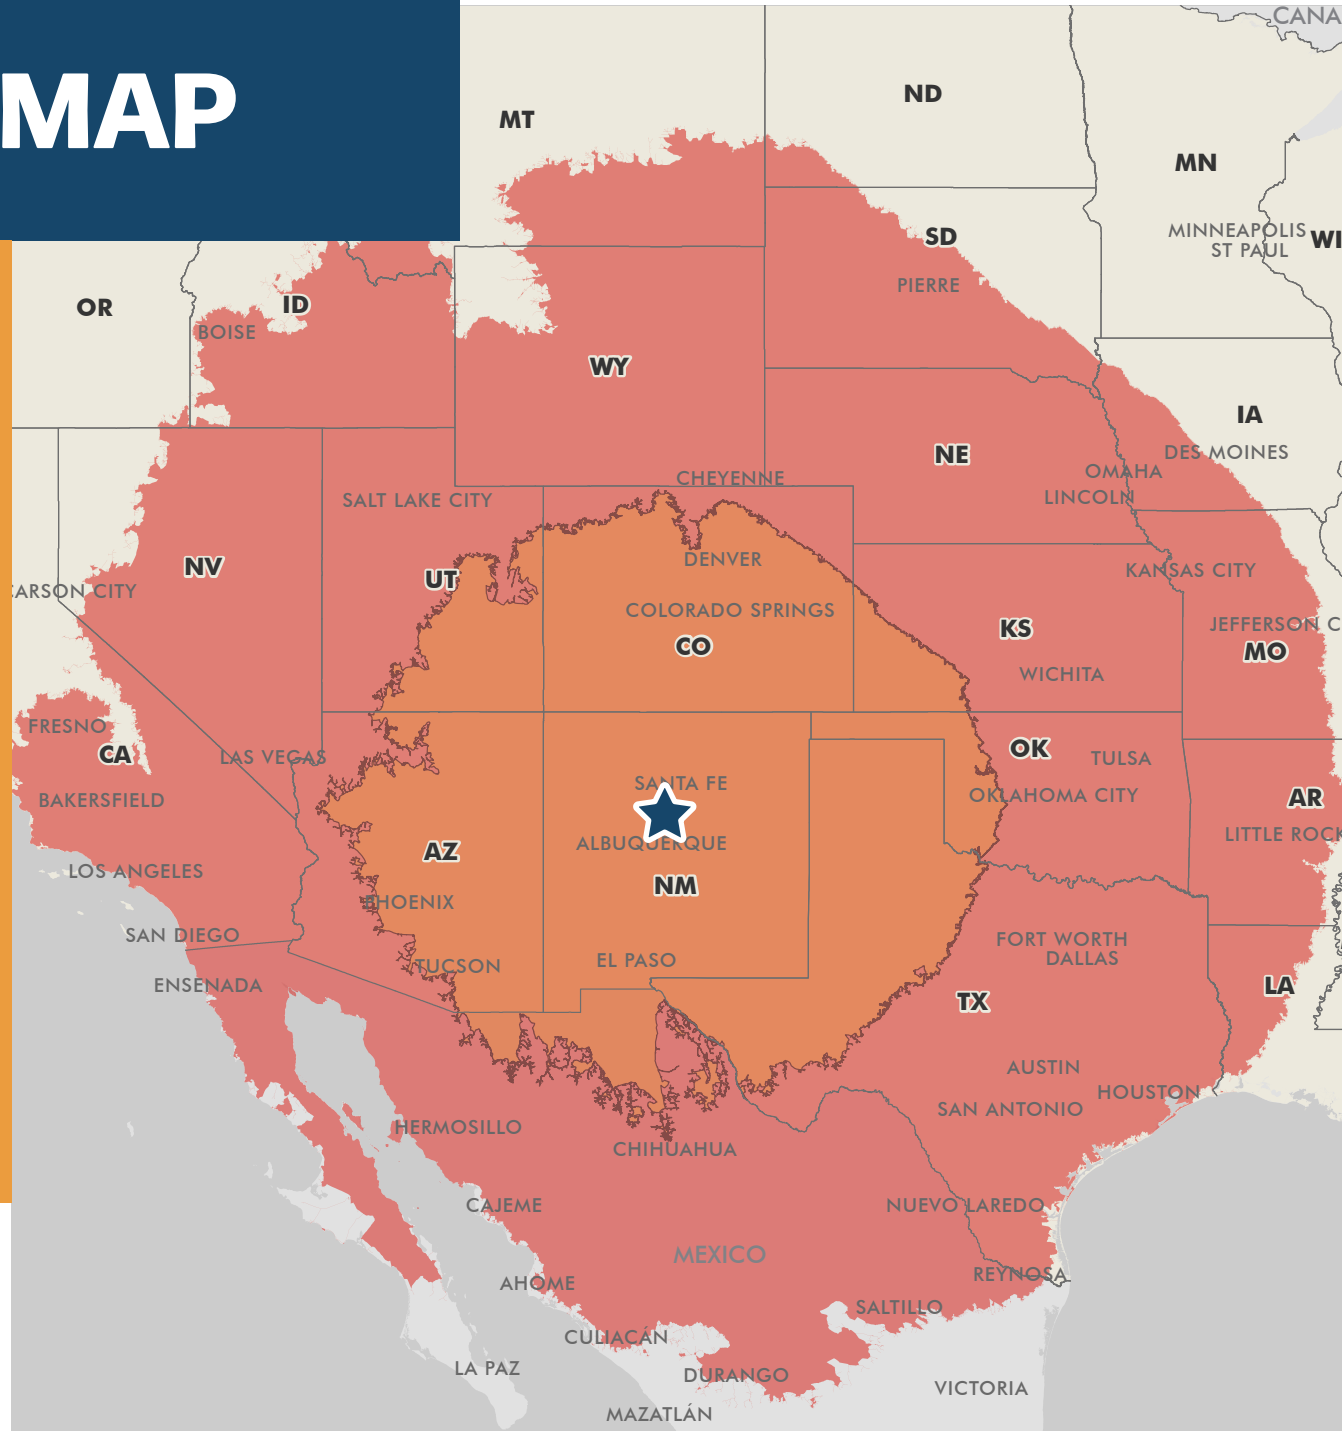 MAP
CANA
ND
MT
MN
MINNEAPOLIS
ST PAUL
WI
SD
PIERRE
OR
ID
BOISE
WY
IA
DES MOINES
NE
OMAHA
LINCOLN
CHEYENNE
SALT LAKE CITY
NV
UT
DENVER
KANSAS CITY
ARSON CITY
COLORADO SPRINGS
CO
KS
JEFFERSON C
MO
WICHITA
FRESNO
CA
LAS VEGAS
OK
TULSA
SANTA FE
BAKERSFIELD
OKLAHOMA CITY
AR
LITTLE ROCK
ALBUQUERQUE
AZ
NM
LOS ANGELES
PHOENIX
SAN DIEGO
FORT WORTH
DALLAS
TUCSON
EL PASO
ENSENADA
LA
TX
AUSTIN
HOUSTON
SAN ANTONIO
HERMOSILLO
CHIHUAHUA
CAJEME
NUEVO LAREDO
MEXICO
AHOME
REYNOSA
SALTILLO
CULIACÁN
LA PAZ
DURANGO
VICTORIA
MAZATLÁN